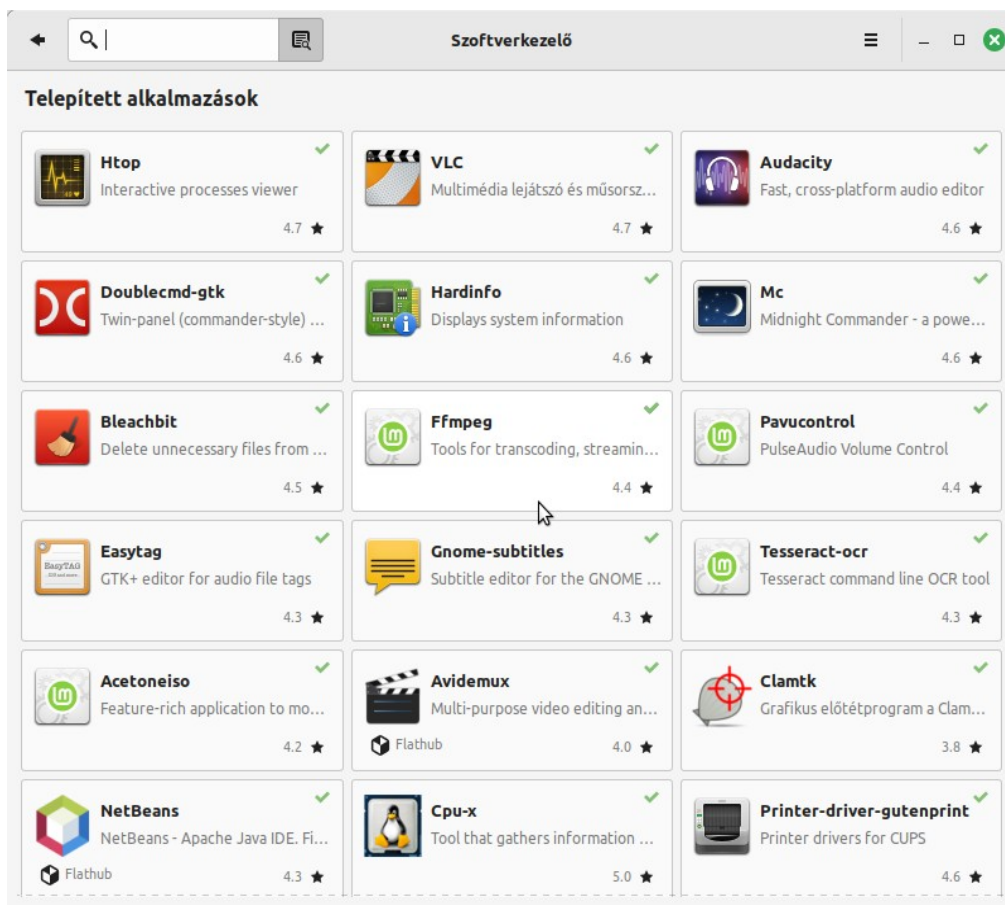 Szoftverkezelő
Telepített alkalmazások
Htop
Interactive processes viewer
4.7
VLC
Multimédia lejátszó és műsorsz...
4.7
Audacity
Fast, cross-platform audio editor
4.6
Doublecmd-gtk
Twin-panel (commander-style) ...
4.6
Hardinfo
Displays system information
4.6
Mc
Midnight Commander - a powe...
4.6
Bleachbit
Delete unnecessary files from ...
4.5
Ffmpeg
Tools for transcoding, streamin...
4.4
Pavucontrol
PulseAudio Volume Control
4.4
EasyTAG
Easytag
GTK+ editor for audio file tags
4.3
Gnome-subtitles
Subtitle editor for the GNOME ...
4.3
Tesseract-ocr
Tesseract command line OCR tool
4.3
Acetoneiso
Feature-rich application to mo...
4.2
Avidemux
Multi-purpose video editing an...
Flathub
4.0
Clamtk
Grafikus előtétprogram a Clam...
3.8
NetBeans
NetBeans - Apache Java IDE. Fi...
Flathub
4.3
Cpu-x
Tool that gathers information ...
5.0
Printer-driver-gutenprint
Printer drivers for CUPS
4.6